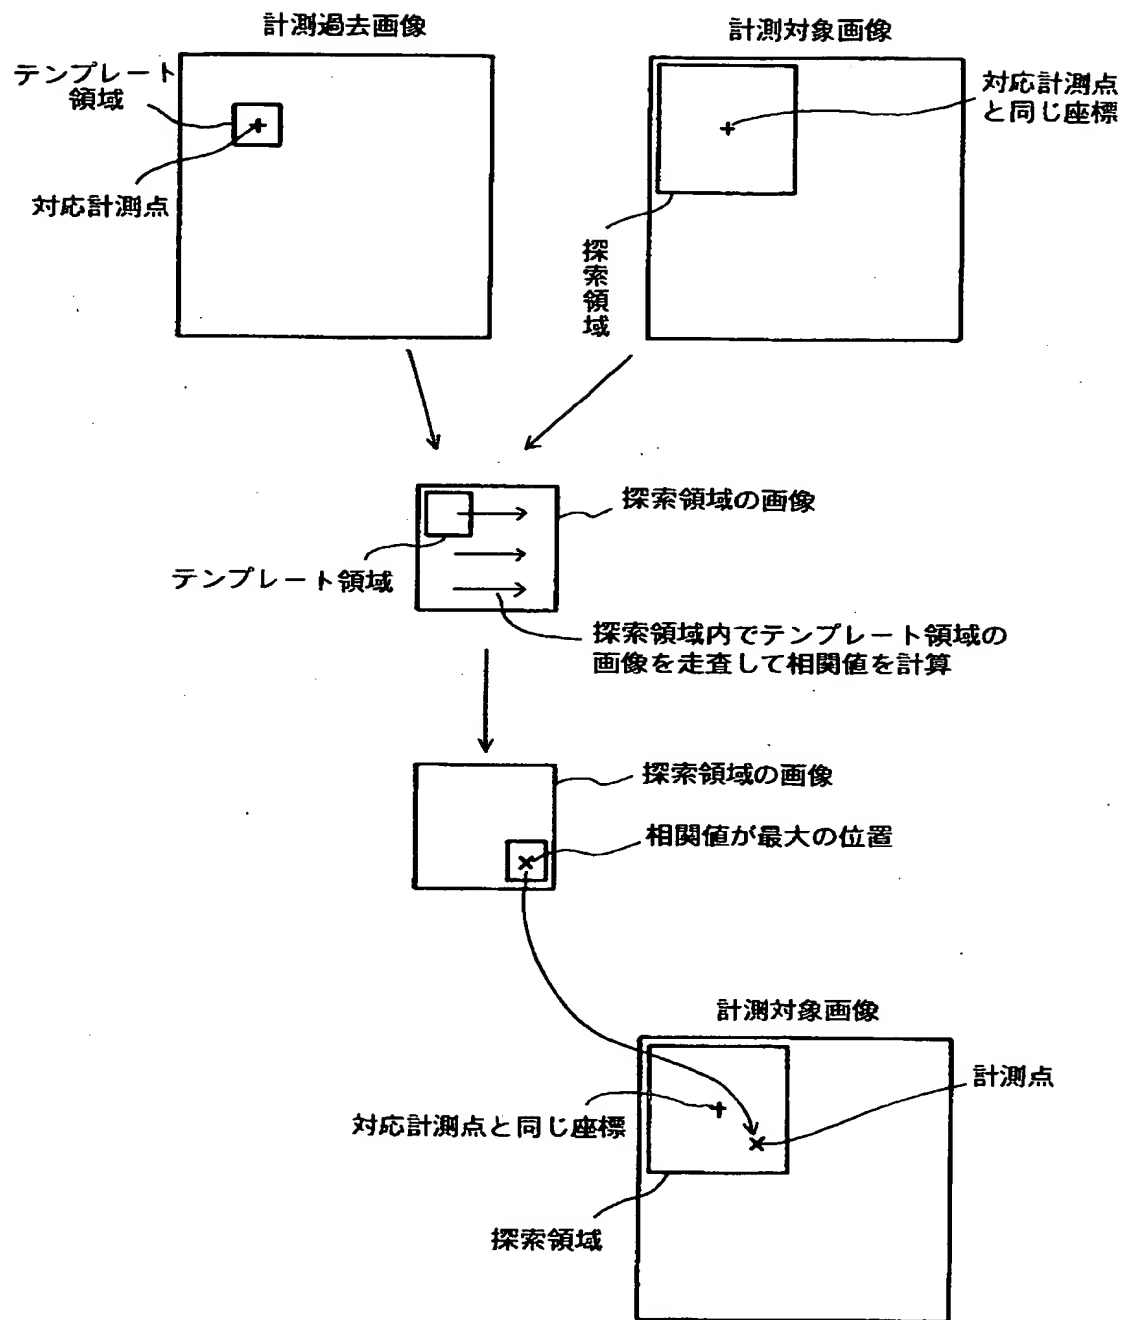 計測過去画像
計測対象画像
テンプレート
領域
対応計測点
対応計測点
と同じ座標
探索領域
探索領域の画像
テンプレート領域
探索領域内でテンプレート領域の
画像を走査して相関値を計算
探索領域の画像
相関値が最大の位置
計測対象画像
計測点
対応計測点と同じ座標
探索領域